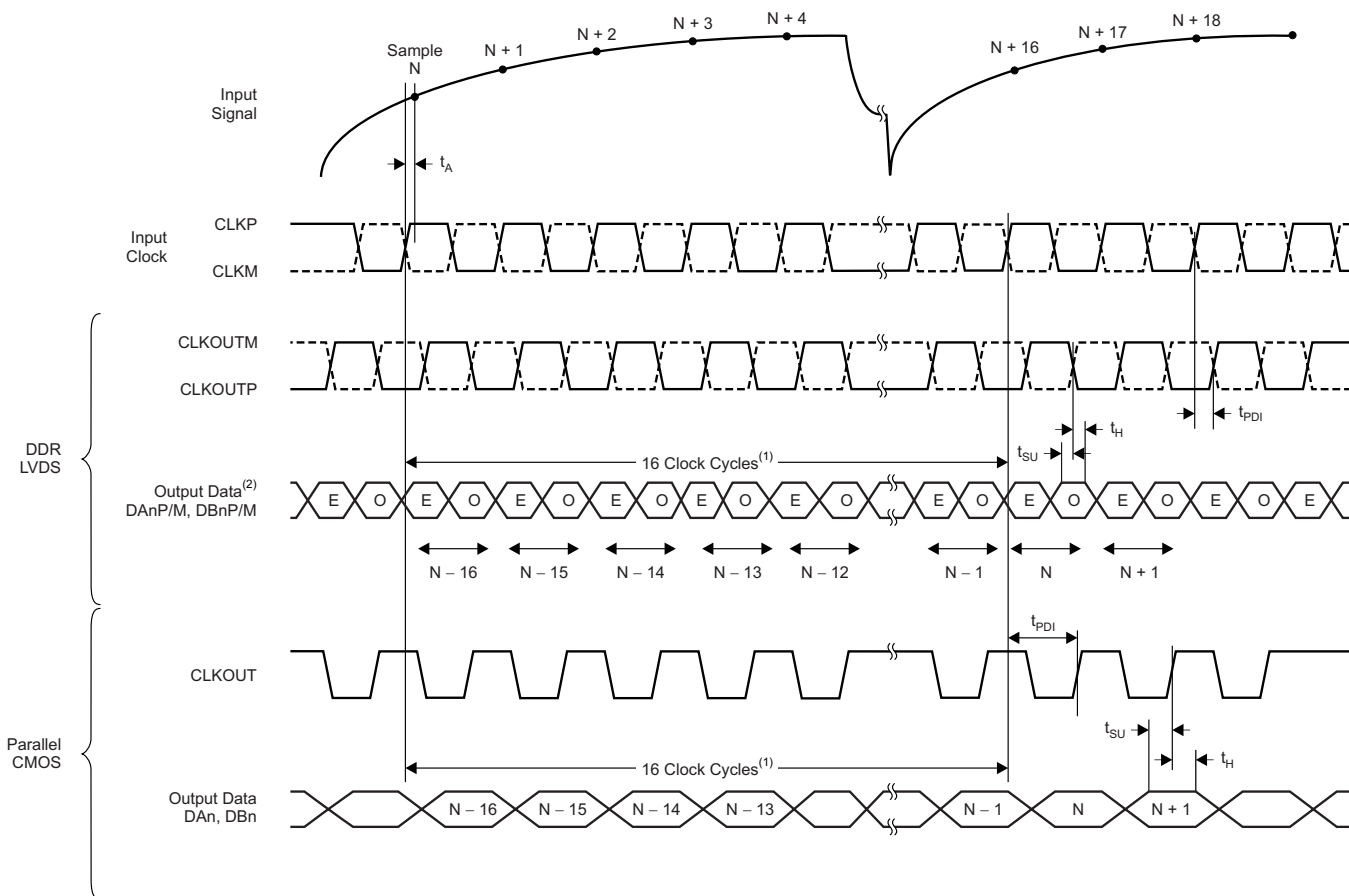 Sample
N
N + 1
N + 2
N + 3
N + 4
N + 16
N + 17
N + 18
Input
Signal
tA
Input
Clock
CLKP
CLKM
DDR
LVDS
CLKOUTM
CLKOUTP
tPDI
tH
tSU
16 Clock Cycles(1)
Output Data(2)
DAnP/M, DBnP/M
E O E O E O E O E O E O E O E O E O E O E
N – 16 N – 15 N – 14 N – 13 N – 12 N – 1 N N + 1
Parallel
CMOS
tPDI
CLKOUT
tSU
tH
16 Clock Cycles(1)
Output Data
DAn, DBn
N – 16 N – 15 N – 14 N – 13 N – 1 N N + 1